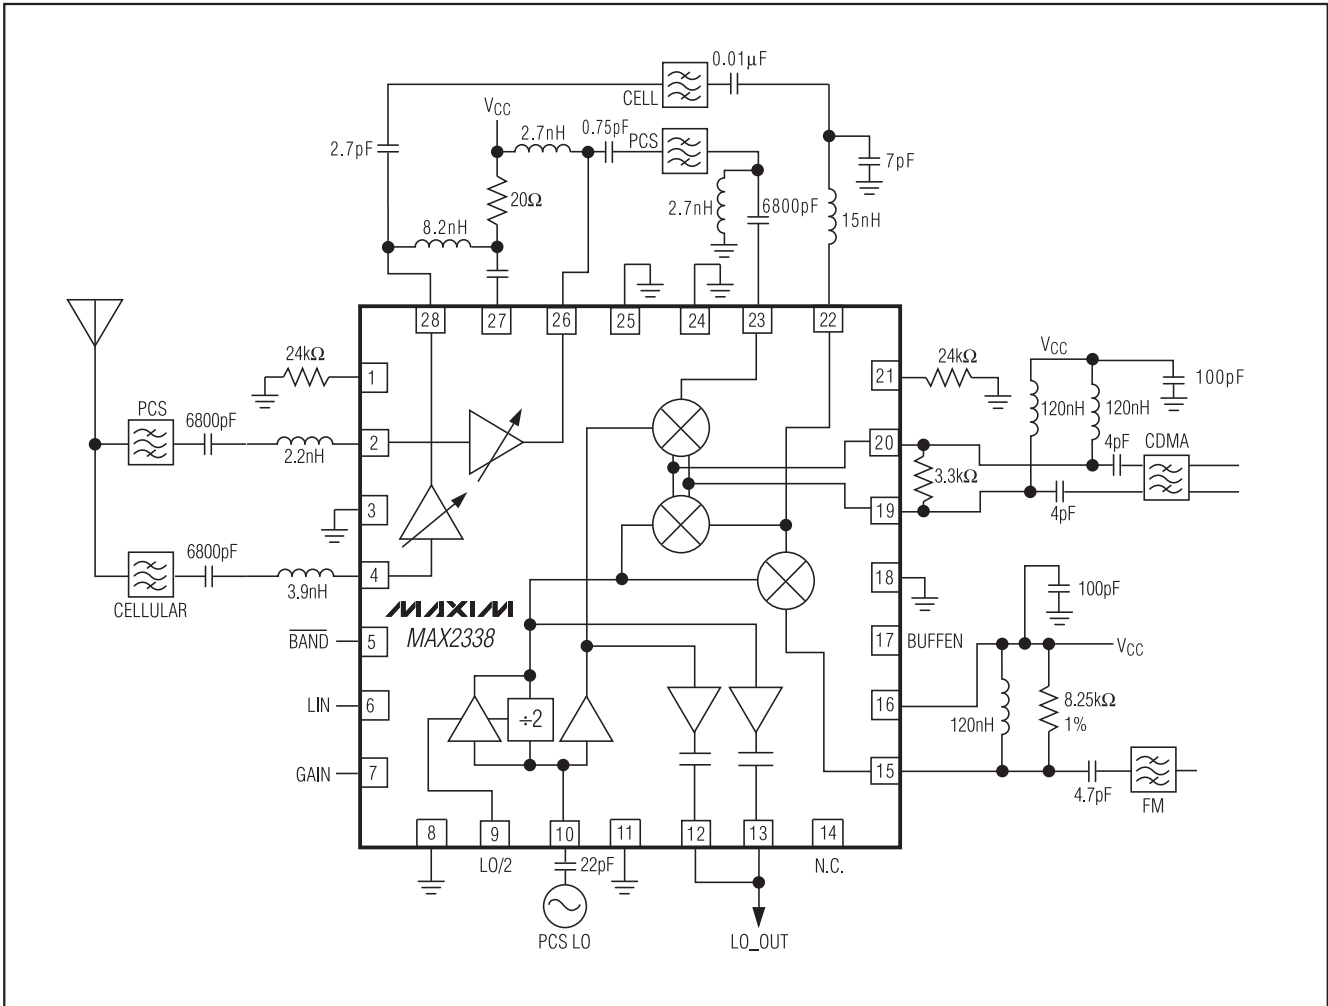 0.01µF
CELL
VCC
2.7nH
0.75pF
PCS
2.7pF
7pF
20Ω
2.7nH
6800pF
15nH
8.2nH
28
27
26
25
24
23
22
24kΩ
1
21
24kΩ
VCC
100pF
120nH
120nH
PCS
6800pF
2
2.2nH
20
4pF
CDMA
3.3kΩ
3
19
4pF
6800pF
4
3.9nH
CELLULAR
18
100pF
MAXIM
MAX2338
BAND
5
17
BUFFEN
VCC
LIN
6
16
÷2
120nH
8.25kΩ
1%
GAIN
7
15
4.7pF
FM
8
9
10
11
12
13
14
LO/2
22pF
N.C.
PCS LO
LO_OUT